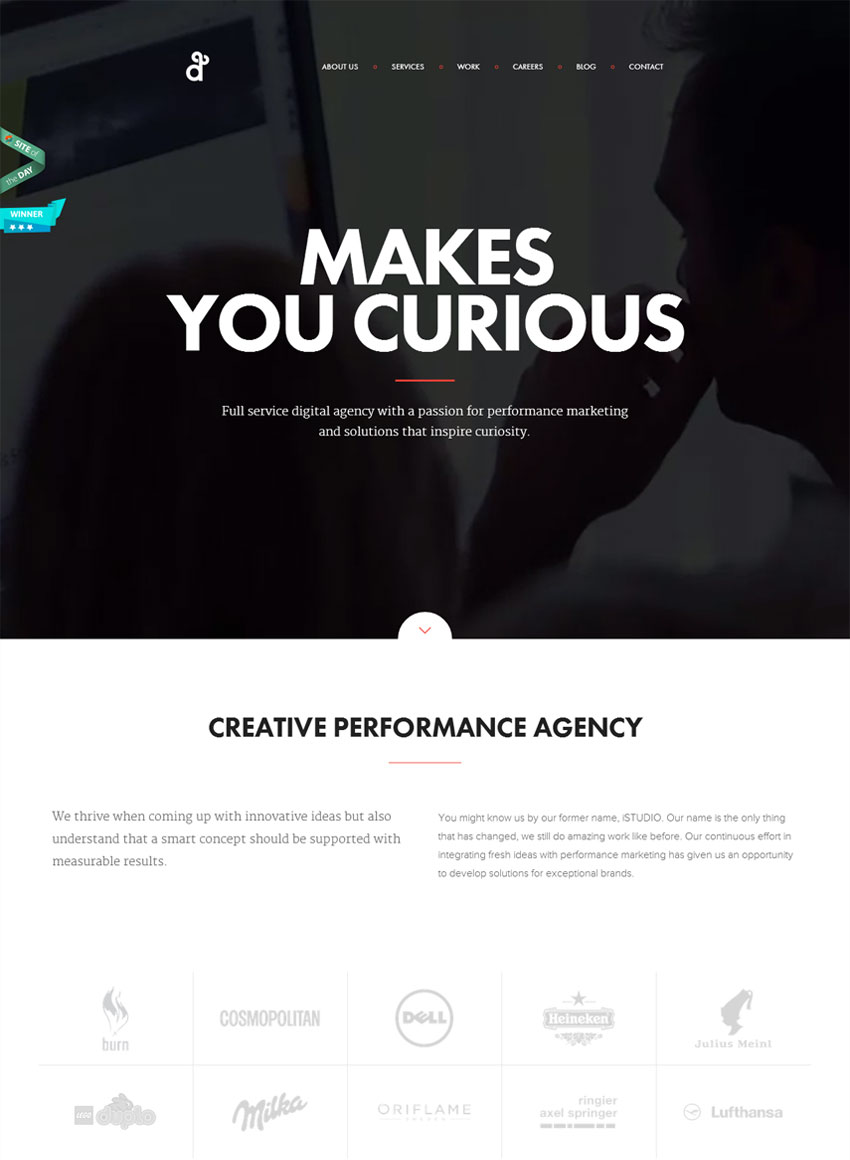 ABOUT US
SERVICES
WORK
CAREERS
BLOG
CONTACT
SITE of
the DAY
WINNER
MAKES
YOU CURIOUS
Full service digital agency with a passion for performance marketing
and solutions that inspire curiosity.
CREATIVE PERFORMANCE AGENCY
We thrive when coming up with innovative ideas but also
understand that a smart concept should be supported with
measurable results.
You might know us by our former name, iSTUDIO. Our name is the only thing
that has changed, we still do amazing work like before. Our continuous effort in
integrating fresh ideas with performance marketing has given us an opportunity
to develop solutions for exceptional brands.
burn
COSMOPOLITAN
DELL
Heineken
Julius Meinl
LEGO duplo
Milka
ORIFLAME
SWEDEN
ringier
axel springer
Lufthansa